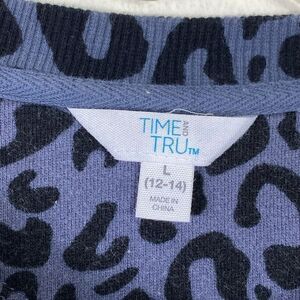 TIME AND
TRU™
L
(12-14)
MADE IN
CHINA